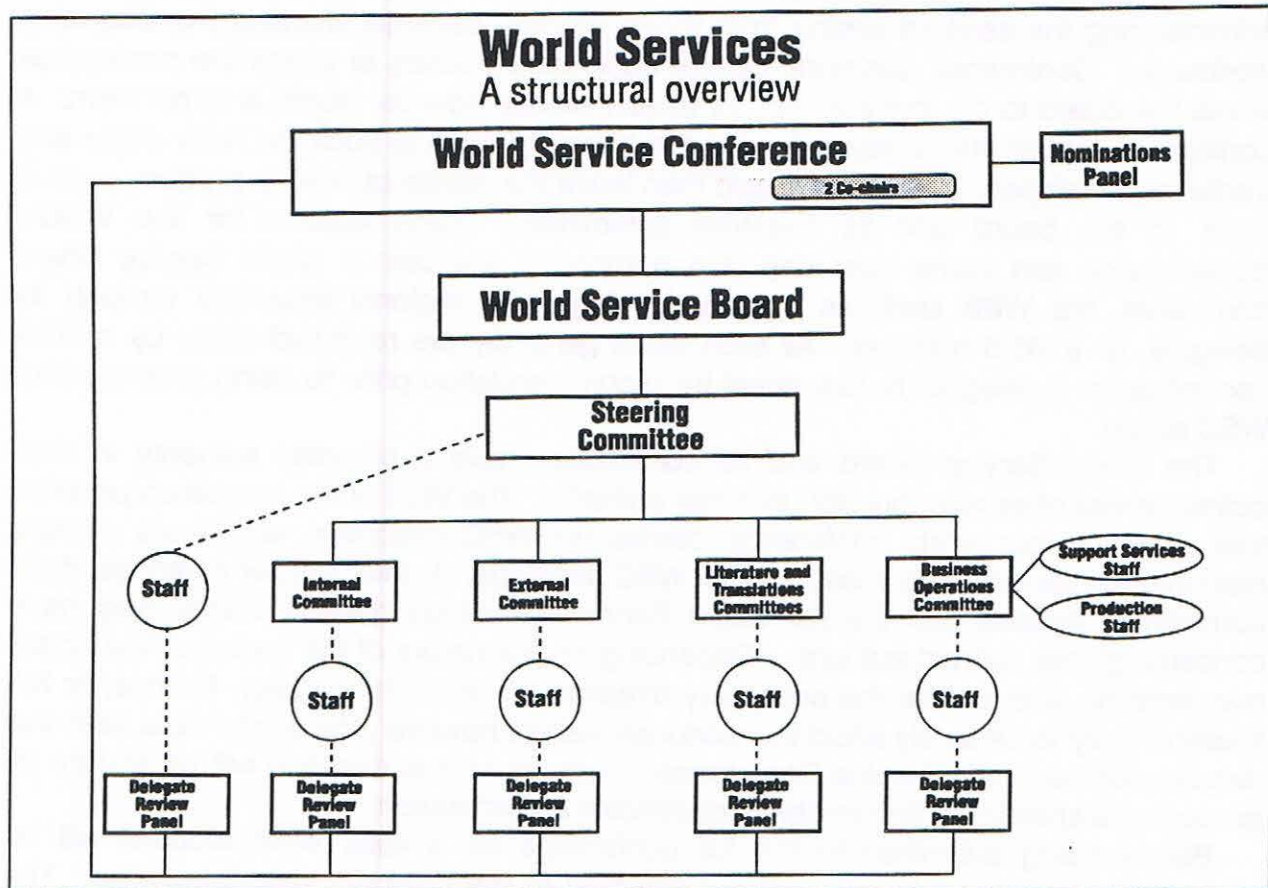 World Services
A structural overview
World Service Conference
2 Co-chairs
Nominations
Panel
World Service Board
Steering
Committee
Staff
Internal
Committee
External
Committee
Literature and
Translations
Committees
Business
Operations
Committee
Support Services
Staff
Production
Staff
Staff
Staff
Staff
Staff
Delegate
Review
Panel
Delegate
Review
Panel
Delegate
Review
Panel
Delegate
Review
Panel
Delegate
Review
Panel